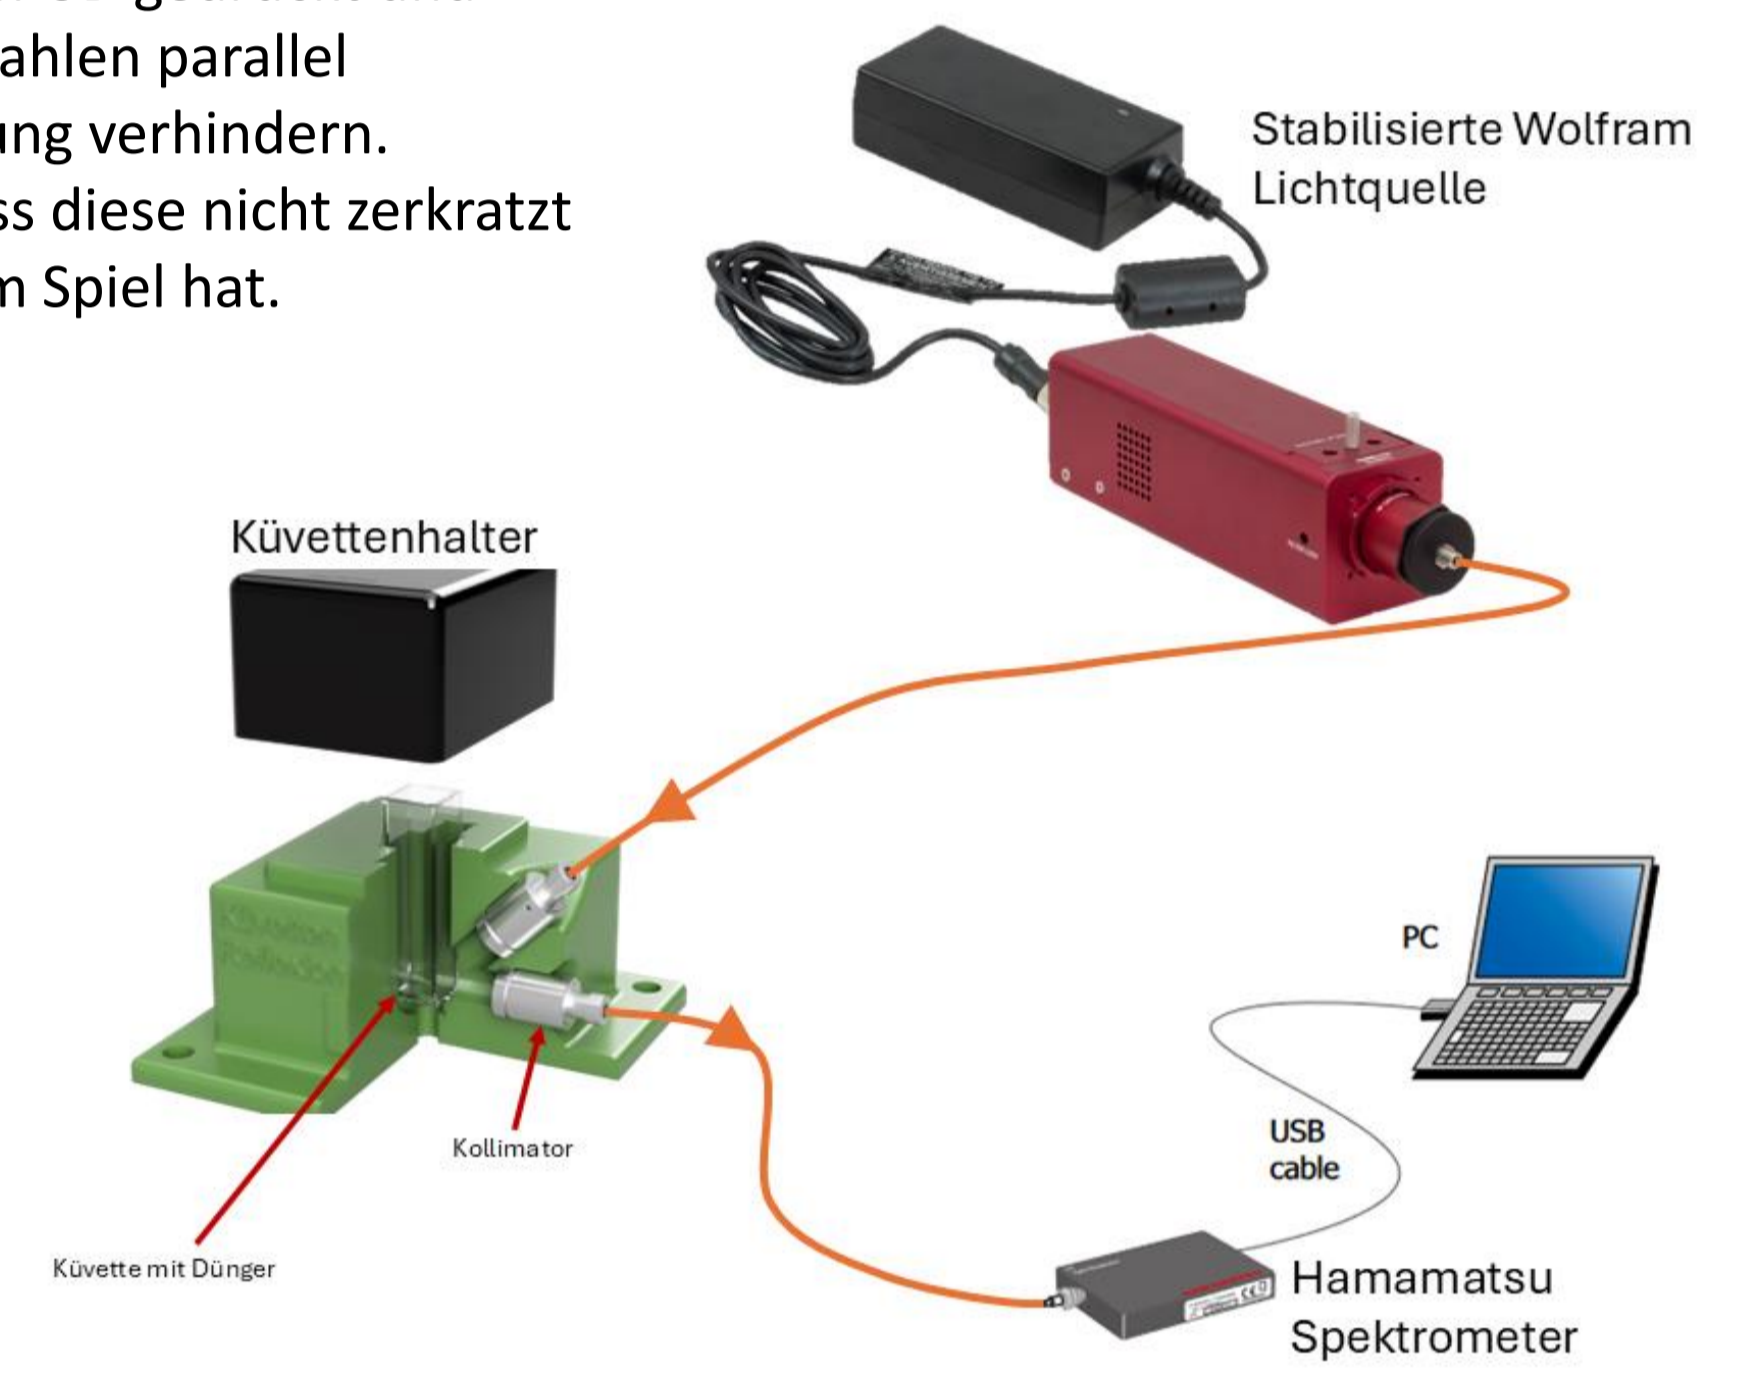 ahlen parallel
ung verhindern.
ss diese nicht zerkratzt
m Spiel hat.
Stabilisierte Wolfram
Lichtquelle
Küvettenhalter
Küvetten
PC
Kollimator
USB
cable
Küvette mit Dünger
Hamamatsu
Spektrometer